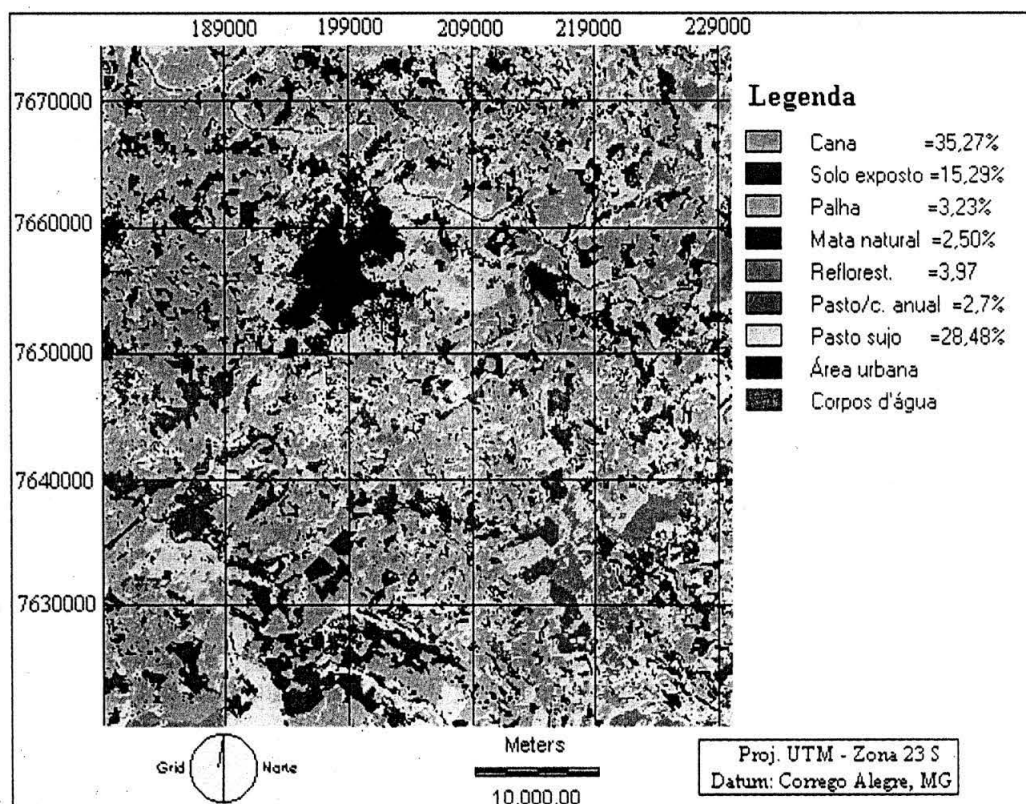 189000 199000 209000 219000 229000
7670000
7660000
7650000
7640000
7630000
Legenda
Cana =35,27%
Solo exposto =15,29%
Palha =3,23%
Mata natural =2,50%
Reflorest. =3,97
Pasto/c. anual =2,7%
Pasto sujo =28,48%
Área urbana
Corpos d'água
Grid Norte
Meters
10,000.00
Proj. UTM - Zona 23 S
Datum: Corrego Alegre, MG